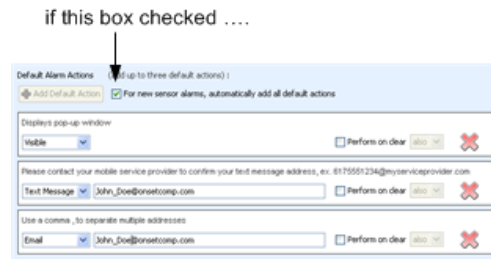 if this box checked ....
Default Alarm Actions (Add up to three default actions) :
Add Default Action For new sensor alarms, automatically add all default actions
Displays pop-up window
Visible Perform on clear also
Please contact your mobile service provider to confirm your text message address, ex. 6175551234@myserviceprovider.com
Text Message John_Doe@onsetcomp.com Perform on clear also
Use a comma , to separate multiple addresses
Email John_Doe@onsetcomp.com Perform on clear also